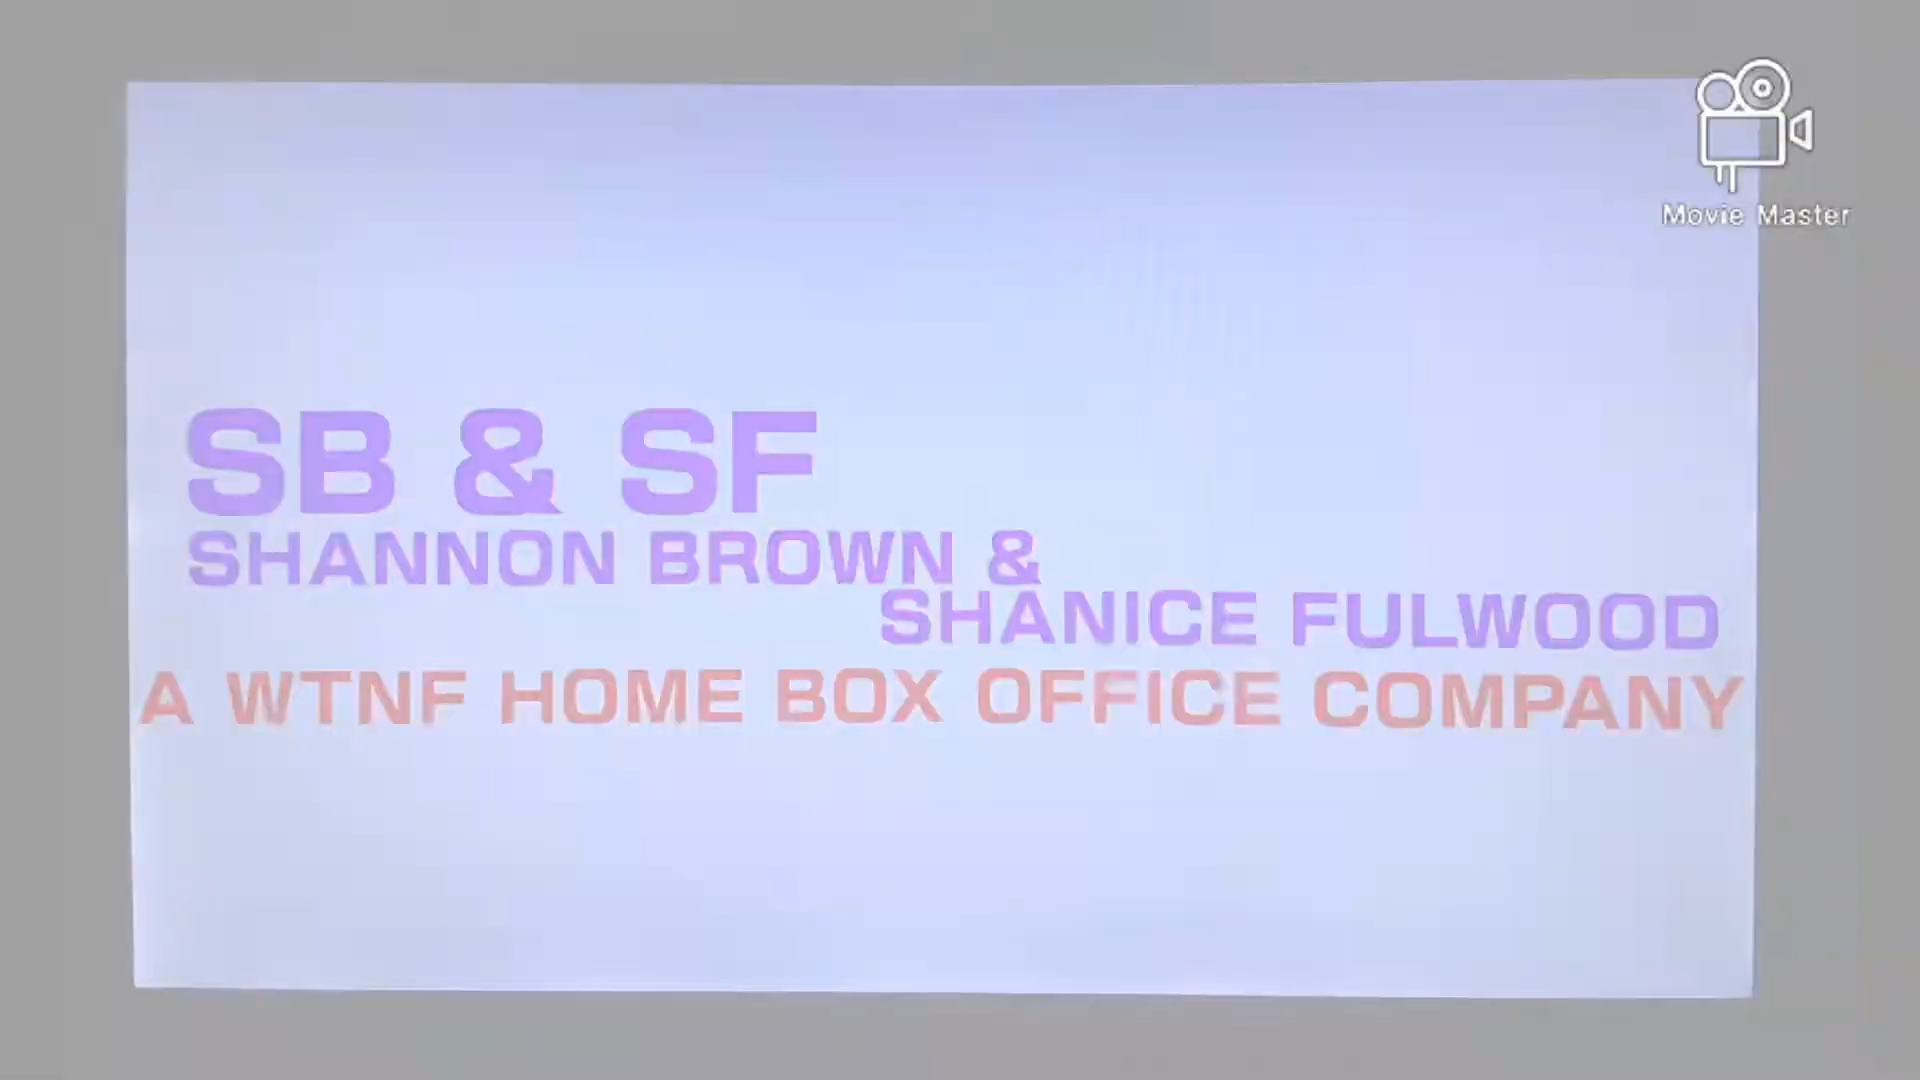 Movie Master
SB & SF
SHANNON BROWN &
SHANICE FULWOOD
A WTNF HOME BOX OFFICE COMPANY